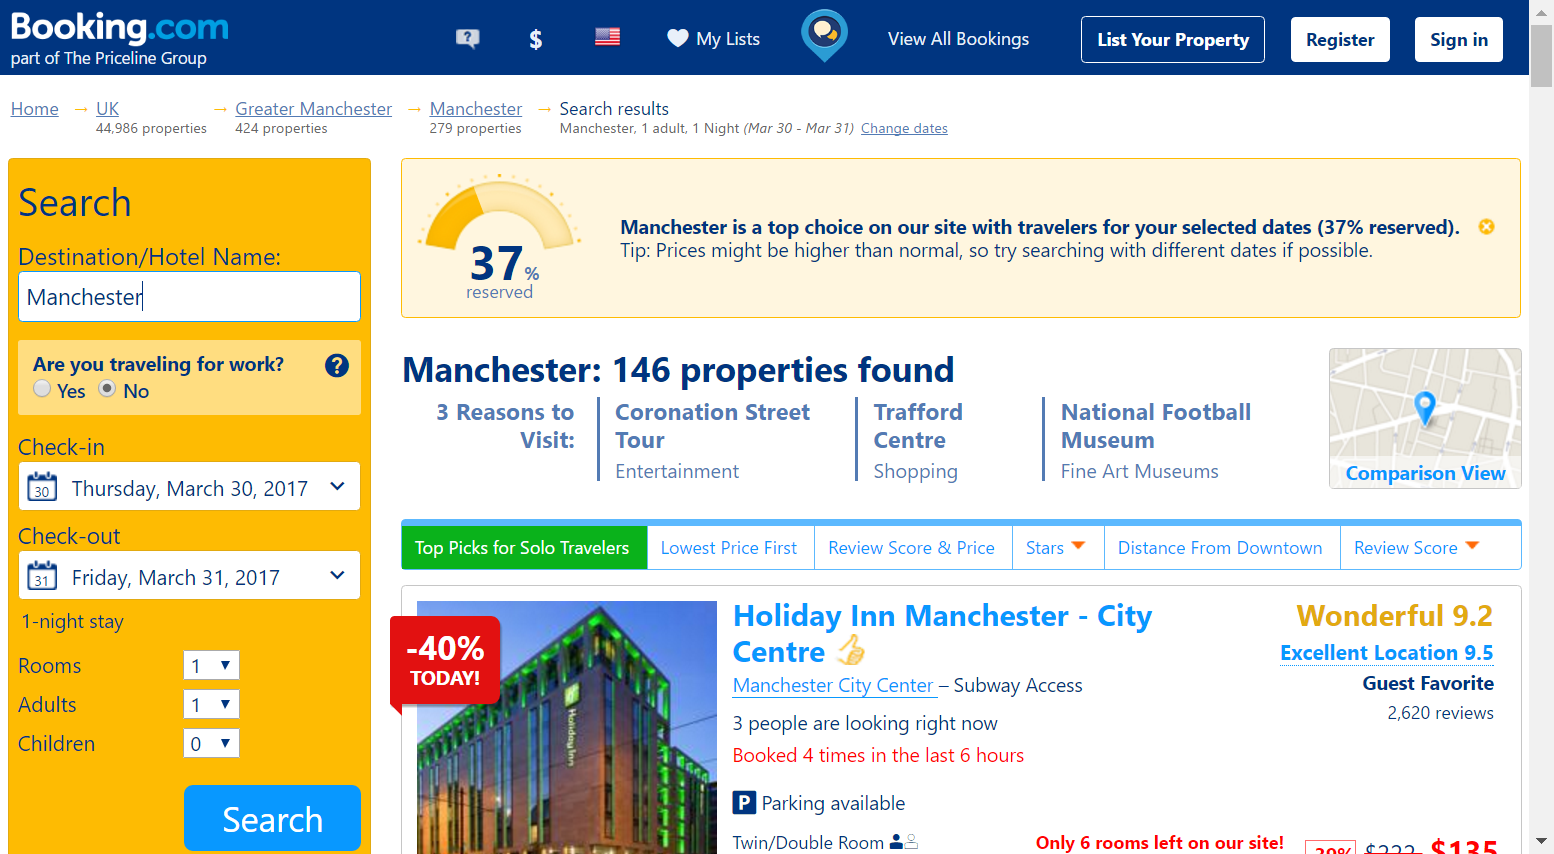 Booking.com
part of The Priceline Group
?
$
My Lists
View All Bookings
List Your Property
Register
Sign in
Home → UK → Greater Manchester → Manchester → Search results
44,986 properties 424 properties 279 properties Manchester, 1 adult, 1 Night (Mar 30 - Mar 31) Change dates
Search
Destination/Hotel Name:
Manchester
Are you traveling for work? ?
Yes No
Check-in
30 Thursday, March 30, 2017
Check-out
31 Friday, March 31, 2017
1-night stay
Rooms 1
Adults 1
Children 0
Search
37%
reserved
Manchester is a top choice on our site with travelers for your selected dates (37% reserved).
Tip: Prices might be higher than normal, so try searching with different dates if possible.
Manchester: 146 properties found
3 Reasons to
Visit:
Coronation Street
Tour
Entertainment
Trafford
Centre
Shopping
National Football
Museum
Fine Art Museums
Comparison View
Top Picks for Solo Travelers Lowest Price First Review Score & Price Stars Distance From Downtown Review Score
-40%
TODAY!
Holiday Inn
Holiday Inn Manchester - City
Centre
Manchester City Center – Subway Access
3 people are looking right now
Booked 4 times in the last 6 hours
P Parking available
Twin/Double Room
Wonderful 9.2
Excellent Location 9.5
Guest Favorite
2,620 reviews
Only 6 rooms left on our site!
$135